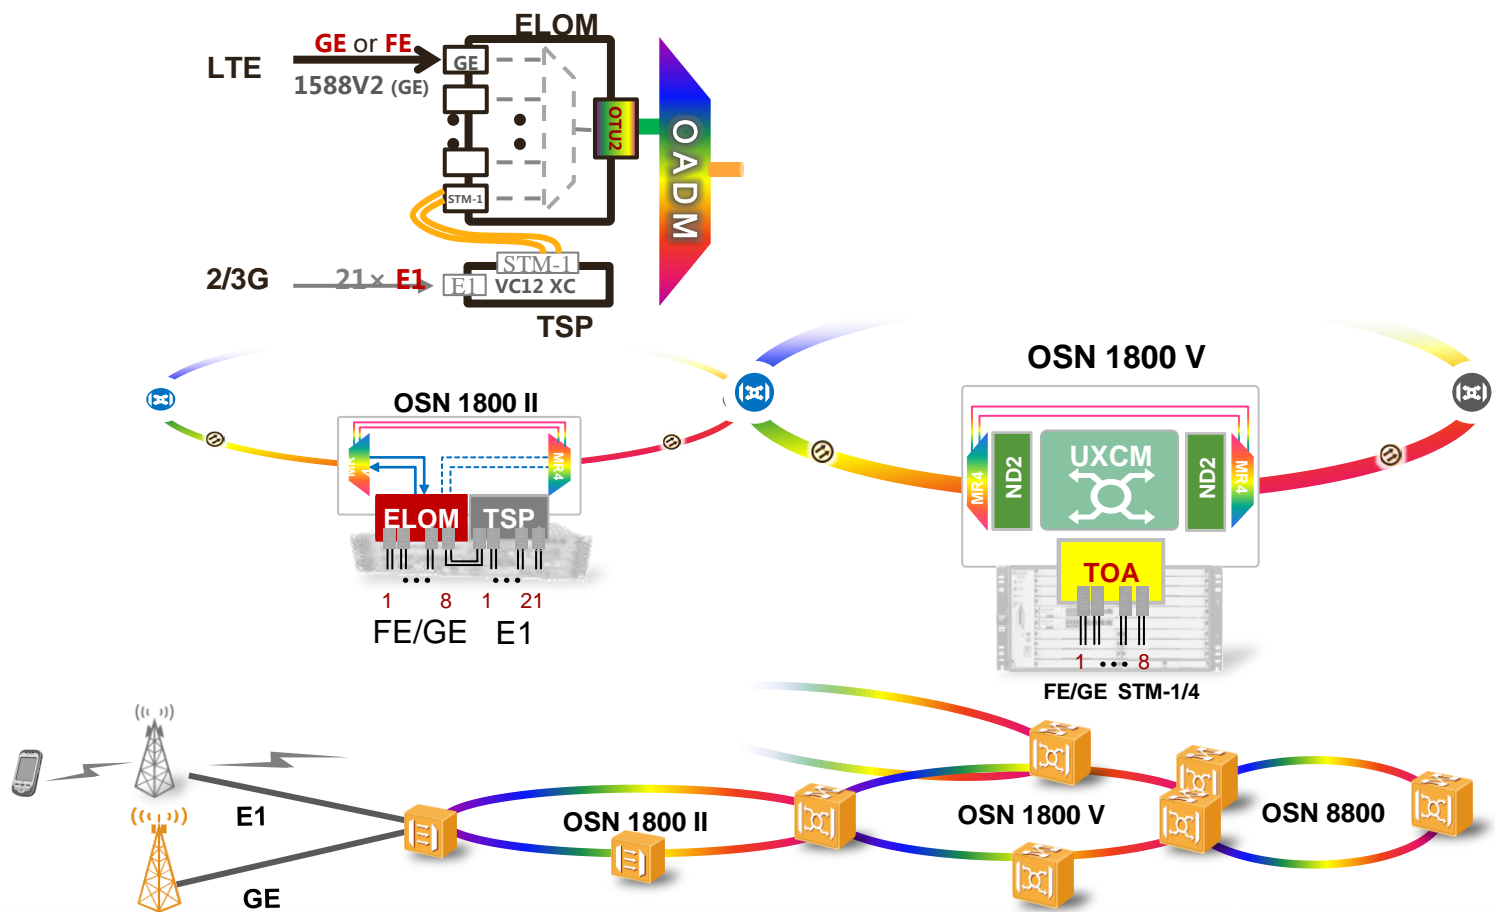 ELOM
GE or FE
LTE
1588V2 (GE)
GE
OTU2
OADM
STM-1
STM-1
2/3G
21× E1
E1
VC12 XC
TSP
OSN 1800 V
OSN 1800 II
MR4
ELOM
TSP
1 ... 8 1 ... 21
FE/GE E1
MR4
ND2
UXCM
ND2
MR4
TOA
1 ... 8
FE/GE STM-1/4
E1
GE
OSN 1800 II
OSN 1800 V
OSN 8800